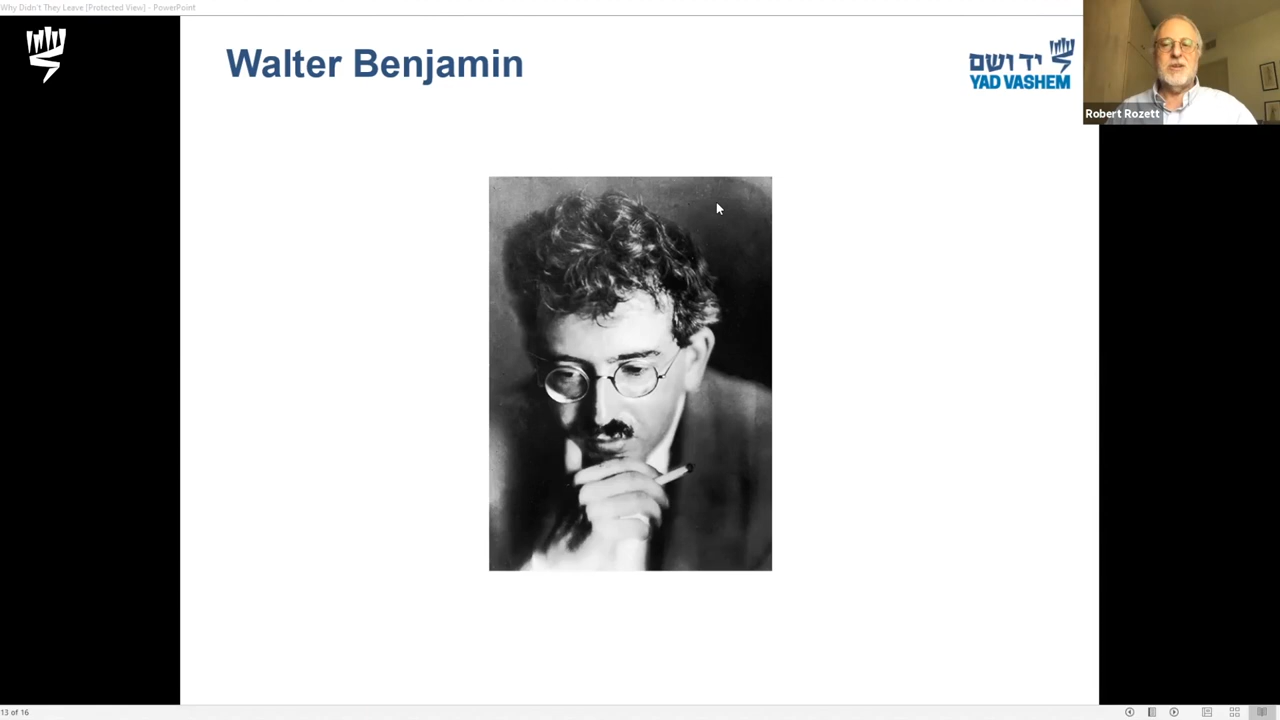 Why Didn't They Leave [Protected View] - PowerPoint
Walter Benjamin
יד ושם
YAD VASHEM
Robert Rozett
13 of 16